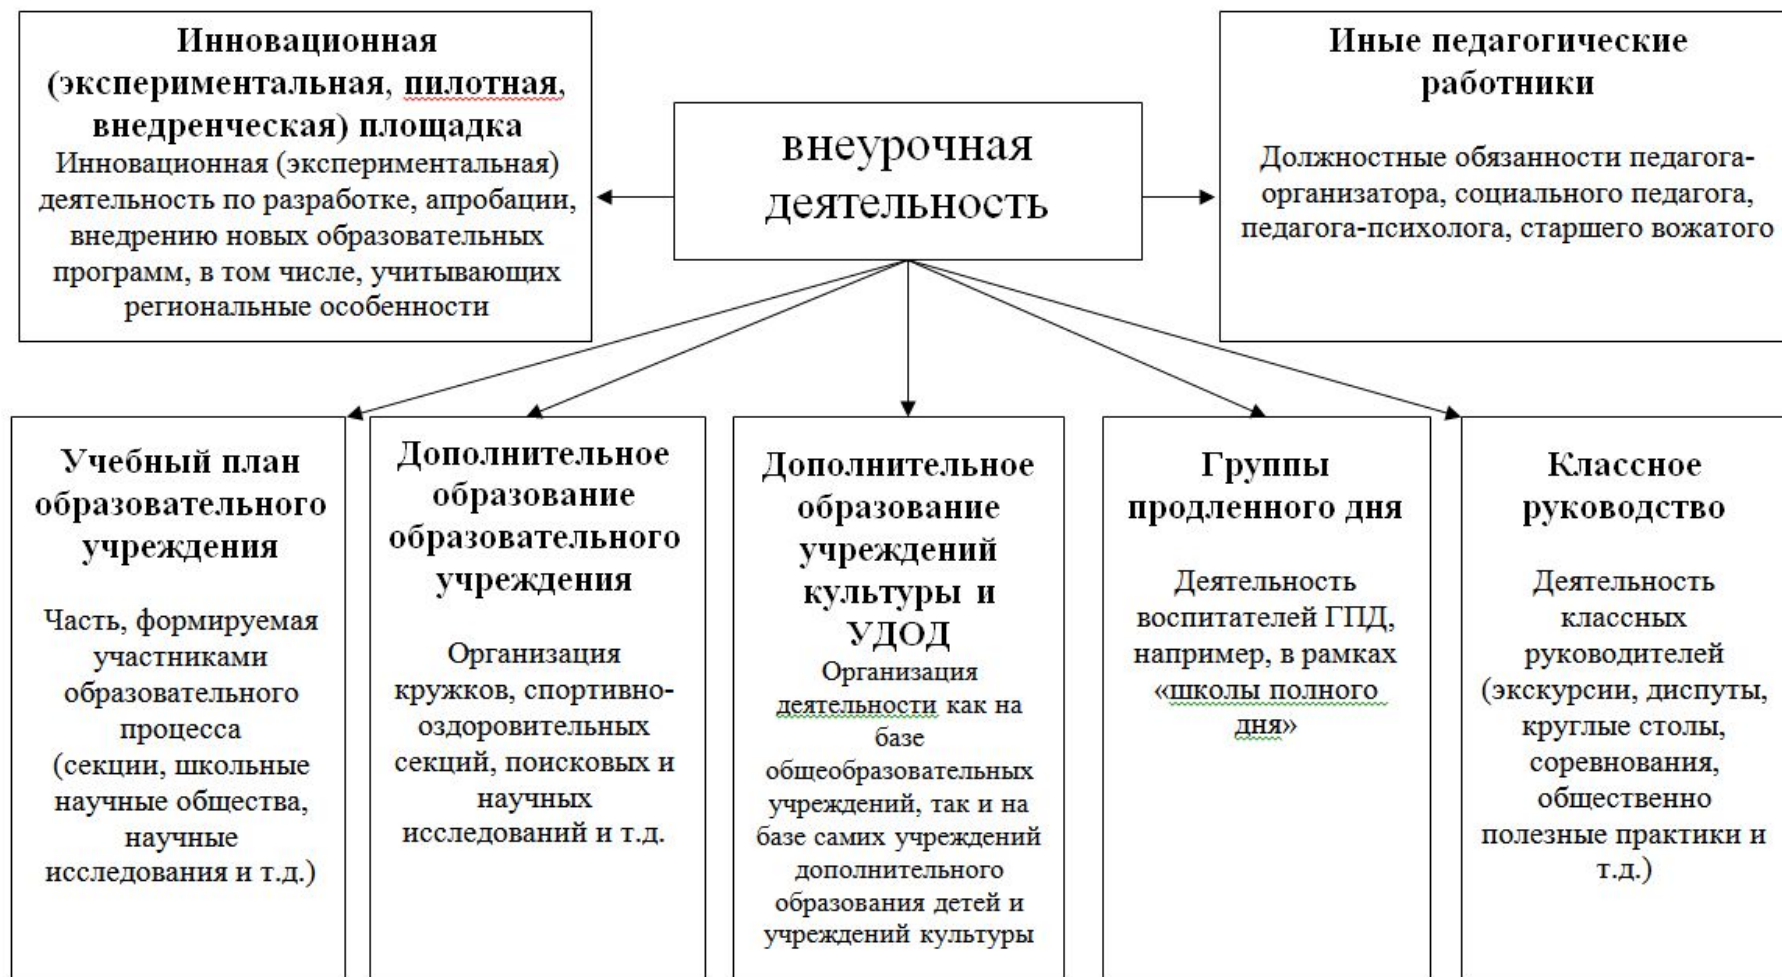 Инновационная
(экспериментальная, пилотная,
внедренческая) площадка
Инновационная (экспериментальная)
деятельность по разработке, апробации,
внедрению новых образовательных
программ, в том числе, учитывающих
региональные особенности
внеурочная
деятельность
Иные педагогические
работники
Должностные обязанности педагога-
организатора, социального педагога,
педагога-психолога, старшего вожатого
Учебный план
образовательного
учреждения
Часть, формируемая
участниками
образовательного
процесса
(секции, школьные
научные общества,
научные
исследования и т.д.)
Дополнительное
образование
образовательного
учреждения
Организация
кружков, спортивно-
оздоровительных
секций, поисковых и
научных
исследований и т.д.
Дополнительное
образование
учреждений
культуры и
УДОД
Организация
деятельности как на
базе
общеобразовательных
учреждений, так и на
базе самих учреждений
дополнительного
образования детей и
учреждений культуры
Группы
продленного дня
Деятельность
воспитателей ГПД,
например, в рамках
«школы полного
дня»
Классное
руководство
Деятельность
классных
руководителей
(экскурсии, диспуты,
круглые столы,
соревнования,
общественно
полезные практики и
т.д.)